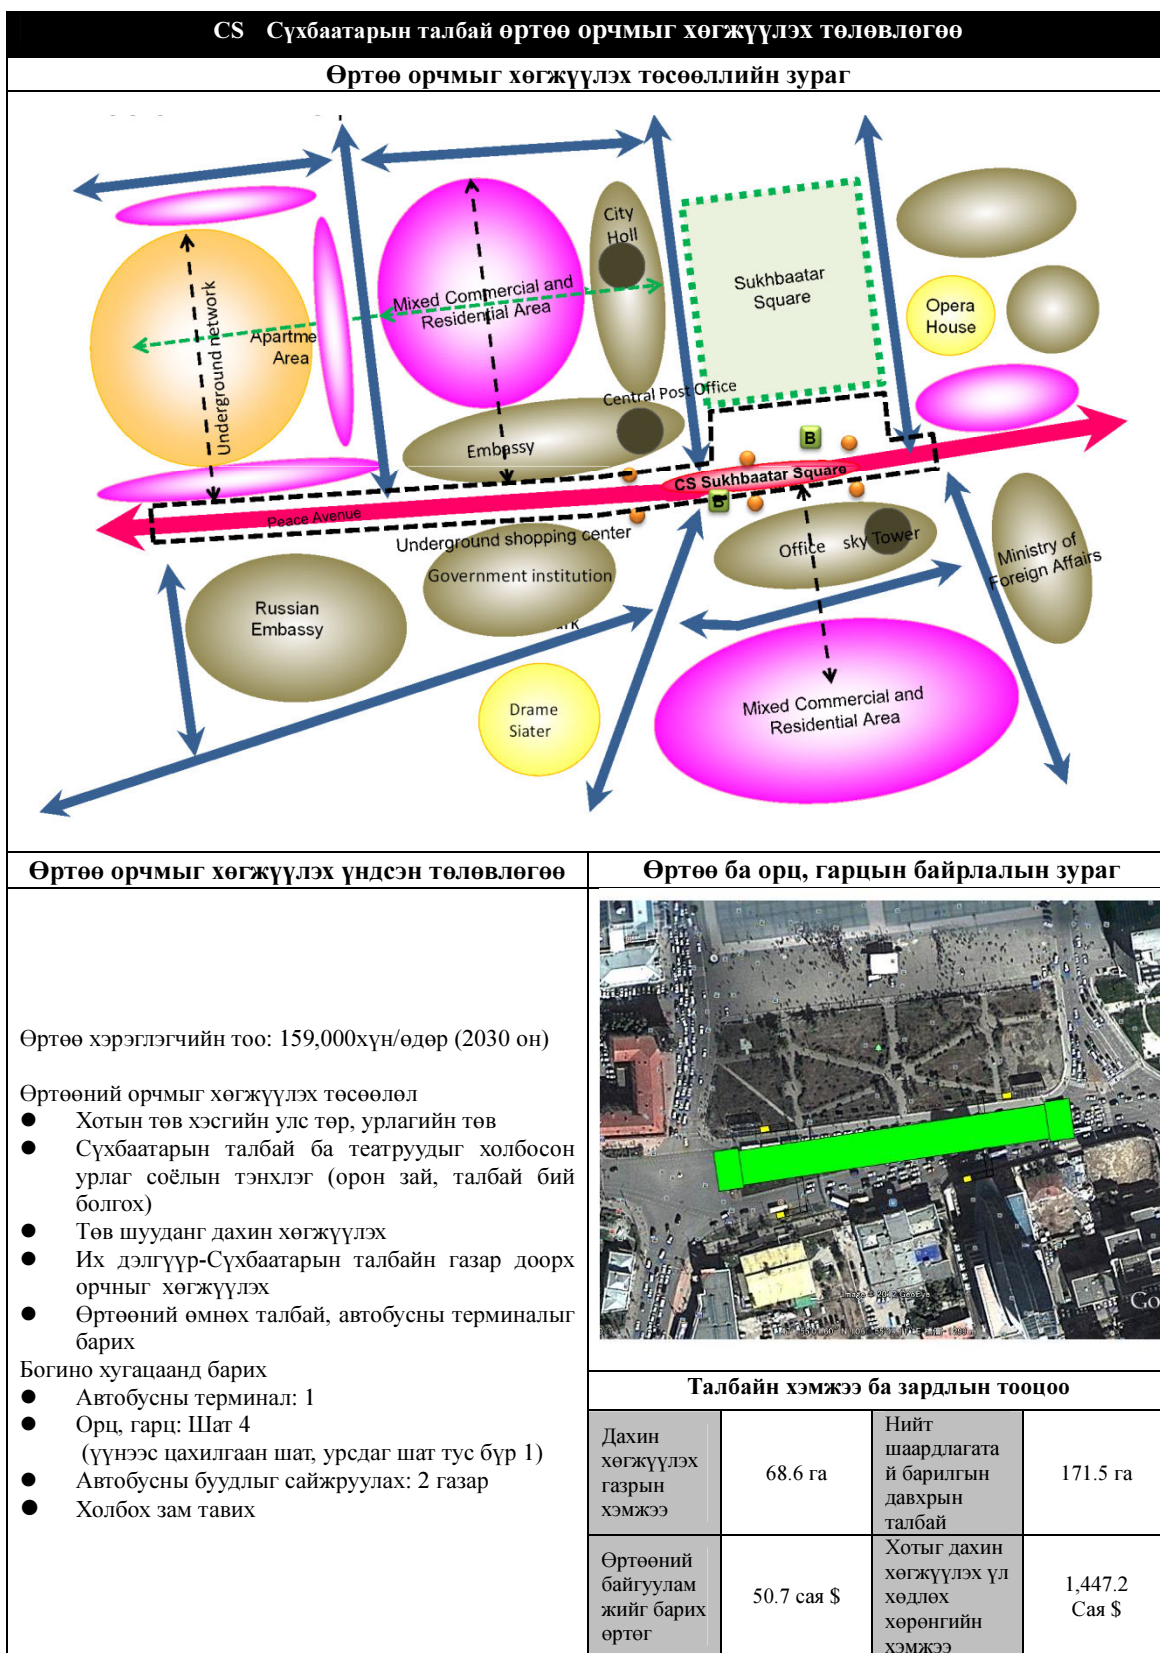 CS Сүхбаатарын талбай өртөө орчмыг хөгжүүлэх төлөвлөгөө
Өртөө орчмыг хөгжүүлэх төсөөллийн зураг
City
Holl
Sukhbaatar
Square
Mixed Commercial and
Residential Area
Opera
House
Apartme
Area
Underground network
Central Post Office
Embassy
B
CS Sukhbaatar Square
B
Peace Avenue
Underground shopping center
Office sky Tower
Government institution
Ministry of
Foreign Affairs
Russian
Embassy
ark
Drame
Siater
Mixed Commercial and
Residential Area
Өртөө орчмыг хөгжүүлэх үндсэн төлөвлөгөө
Өртөө хэрэглэгчийн тоо: 159,000хүн/өдөр (2030 он)
Өртөөний орчмыг хөгжүүлэх төсөөлөл
● Хотын төв хэсгийн улс төр, урлагийн төв
● Сүхбаатарын талбай ба театруудыг холбосон
урлаг соёлын тэнхлэг (орон зай, талбай бий
болгох)
● Төв шууданг дахин хөгжүүлэх
● Их дэлгүүр-Сүхбаатарын талбайн газар доорх
орчныг хөгжүүлэх
● Өртөөний өмнөх талбай, автобусны терминалыг
барих
Богино хугацаанд барих
● Автобусны терминал: 1
● Орц, гарц: Шат 4
(үүнээс цахилгаан шат, урсдаг шат тус бүр 1)
● Автобусны буудлыг сайжруулах: 2 газар
● Холбох зам тавих
Өртөө ба орц, гарцын байрлалын зураг
Image © 2012 GeoEye
Go
Талбайн хэмжээ ба зардлын тооцоо
Дахин
хөгжүүлэх
газрын
хэмжээ
68.6 га
Нийт
шаардлагата
й барилгын
давхрын
талбай
171.5 га
Өртөөний
байгуулам
жийг барих
өртөг
50.7 сая $
Хотыг дахин
хөгжүүлэх үл
хөдлөх
хөрөнгийн
хэмжээ
1,447.2
Сая $